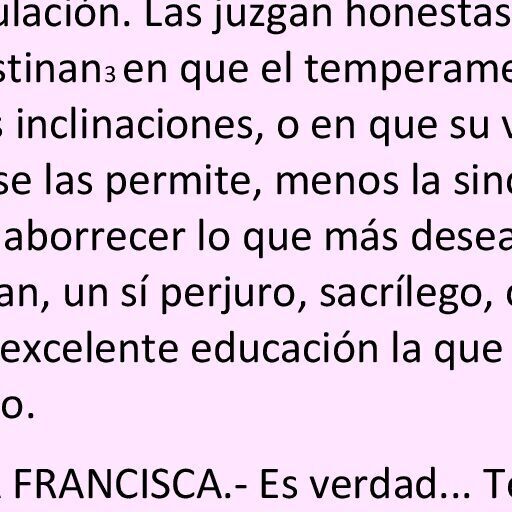 ulación. Las juzgan honestas
stinan3 en que el temperame
s inclinaciones, o en que su v
se las permite, menos la sinc
aborrecer lo que más desea
an, un sí perjuro, sacrílego,
excelente educación la que
o.
FRANCISCA.- Es verdad... Te